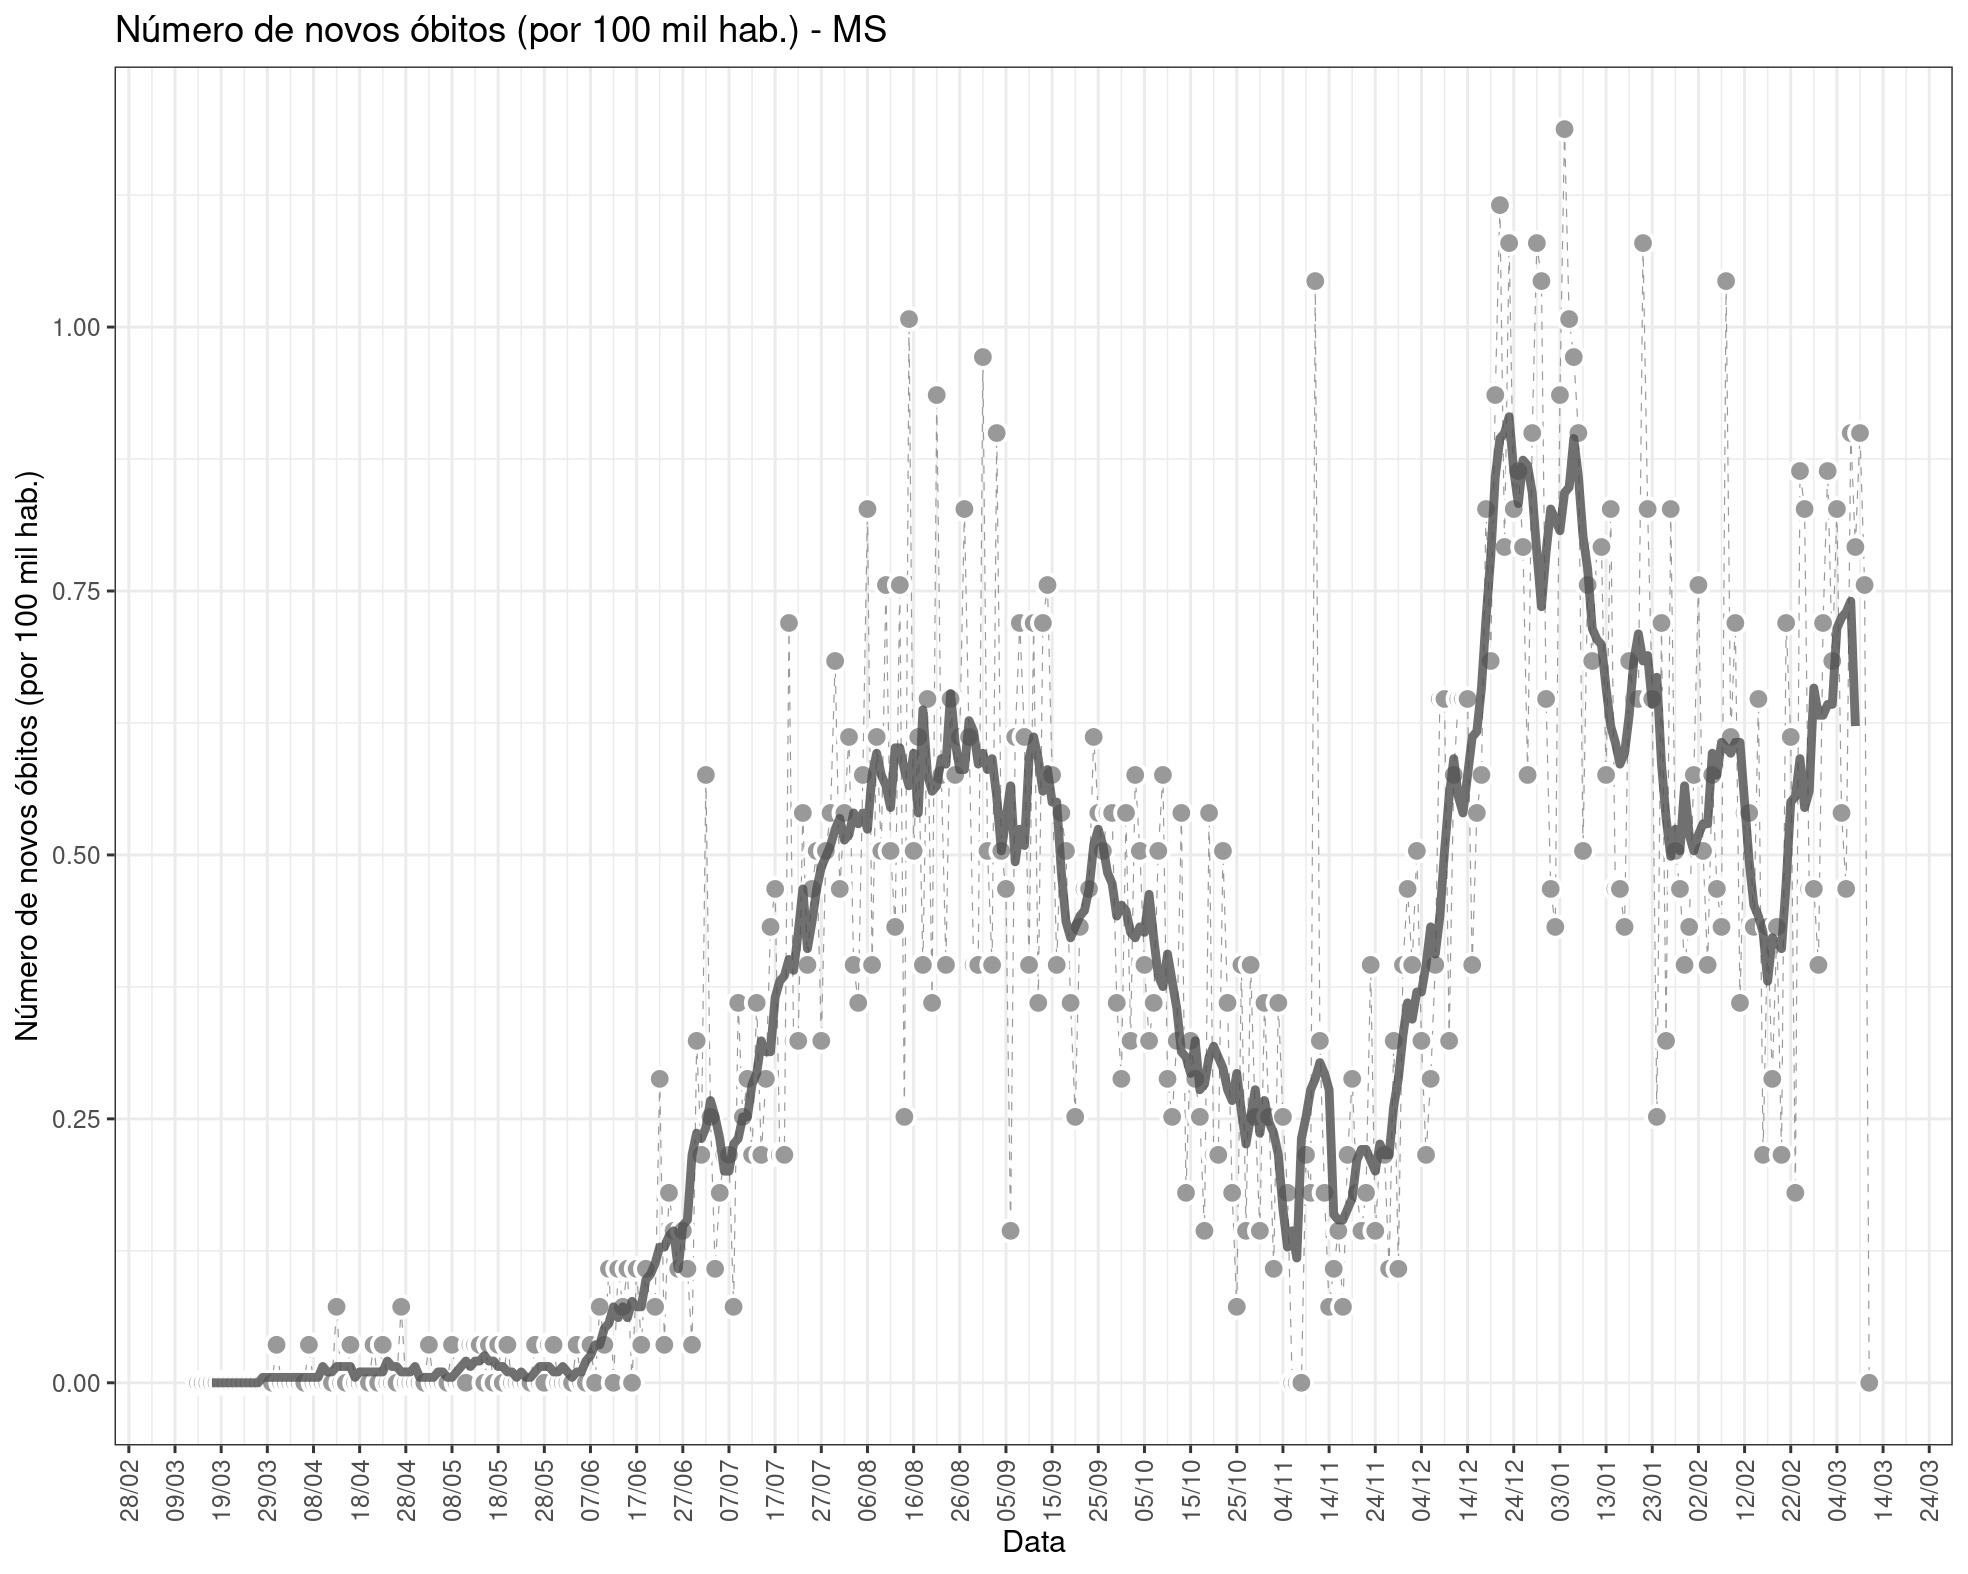 Número de novos óbitos (por 100 mil hab.) - MS
Número de novos óbitos (por 100 mil hab.)
1.00
0.75
0.50
0.25
0.00
28/02 09/03 19/03 29/03 08/04 18/04 28/04 08/05 18/05 28/05 07/06 17/06 27/06 07/07 17/07 27/07 06/08 16/08 26/08 05/09 15/09 25/09 05/10 15/10 25/10 04/11 14/11 24/11 04/12 14/12 24/12 03/01 13/01 23/01 02/02 12/02 22/02 04/03 14/03 24/03
Data